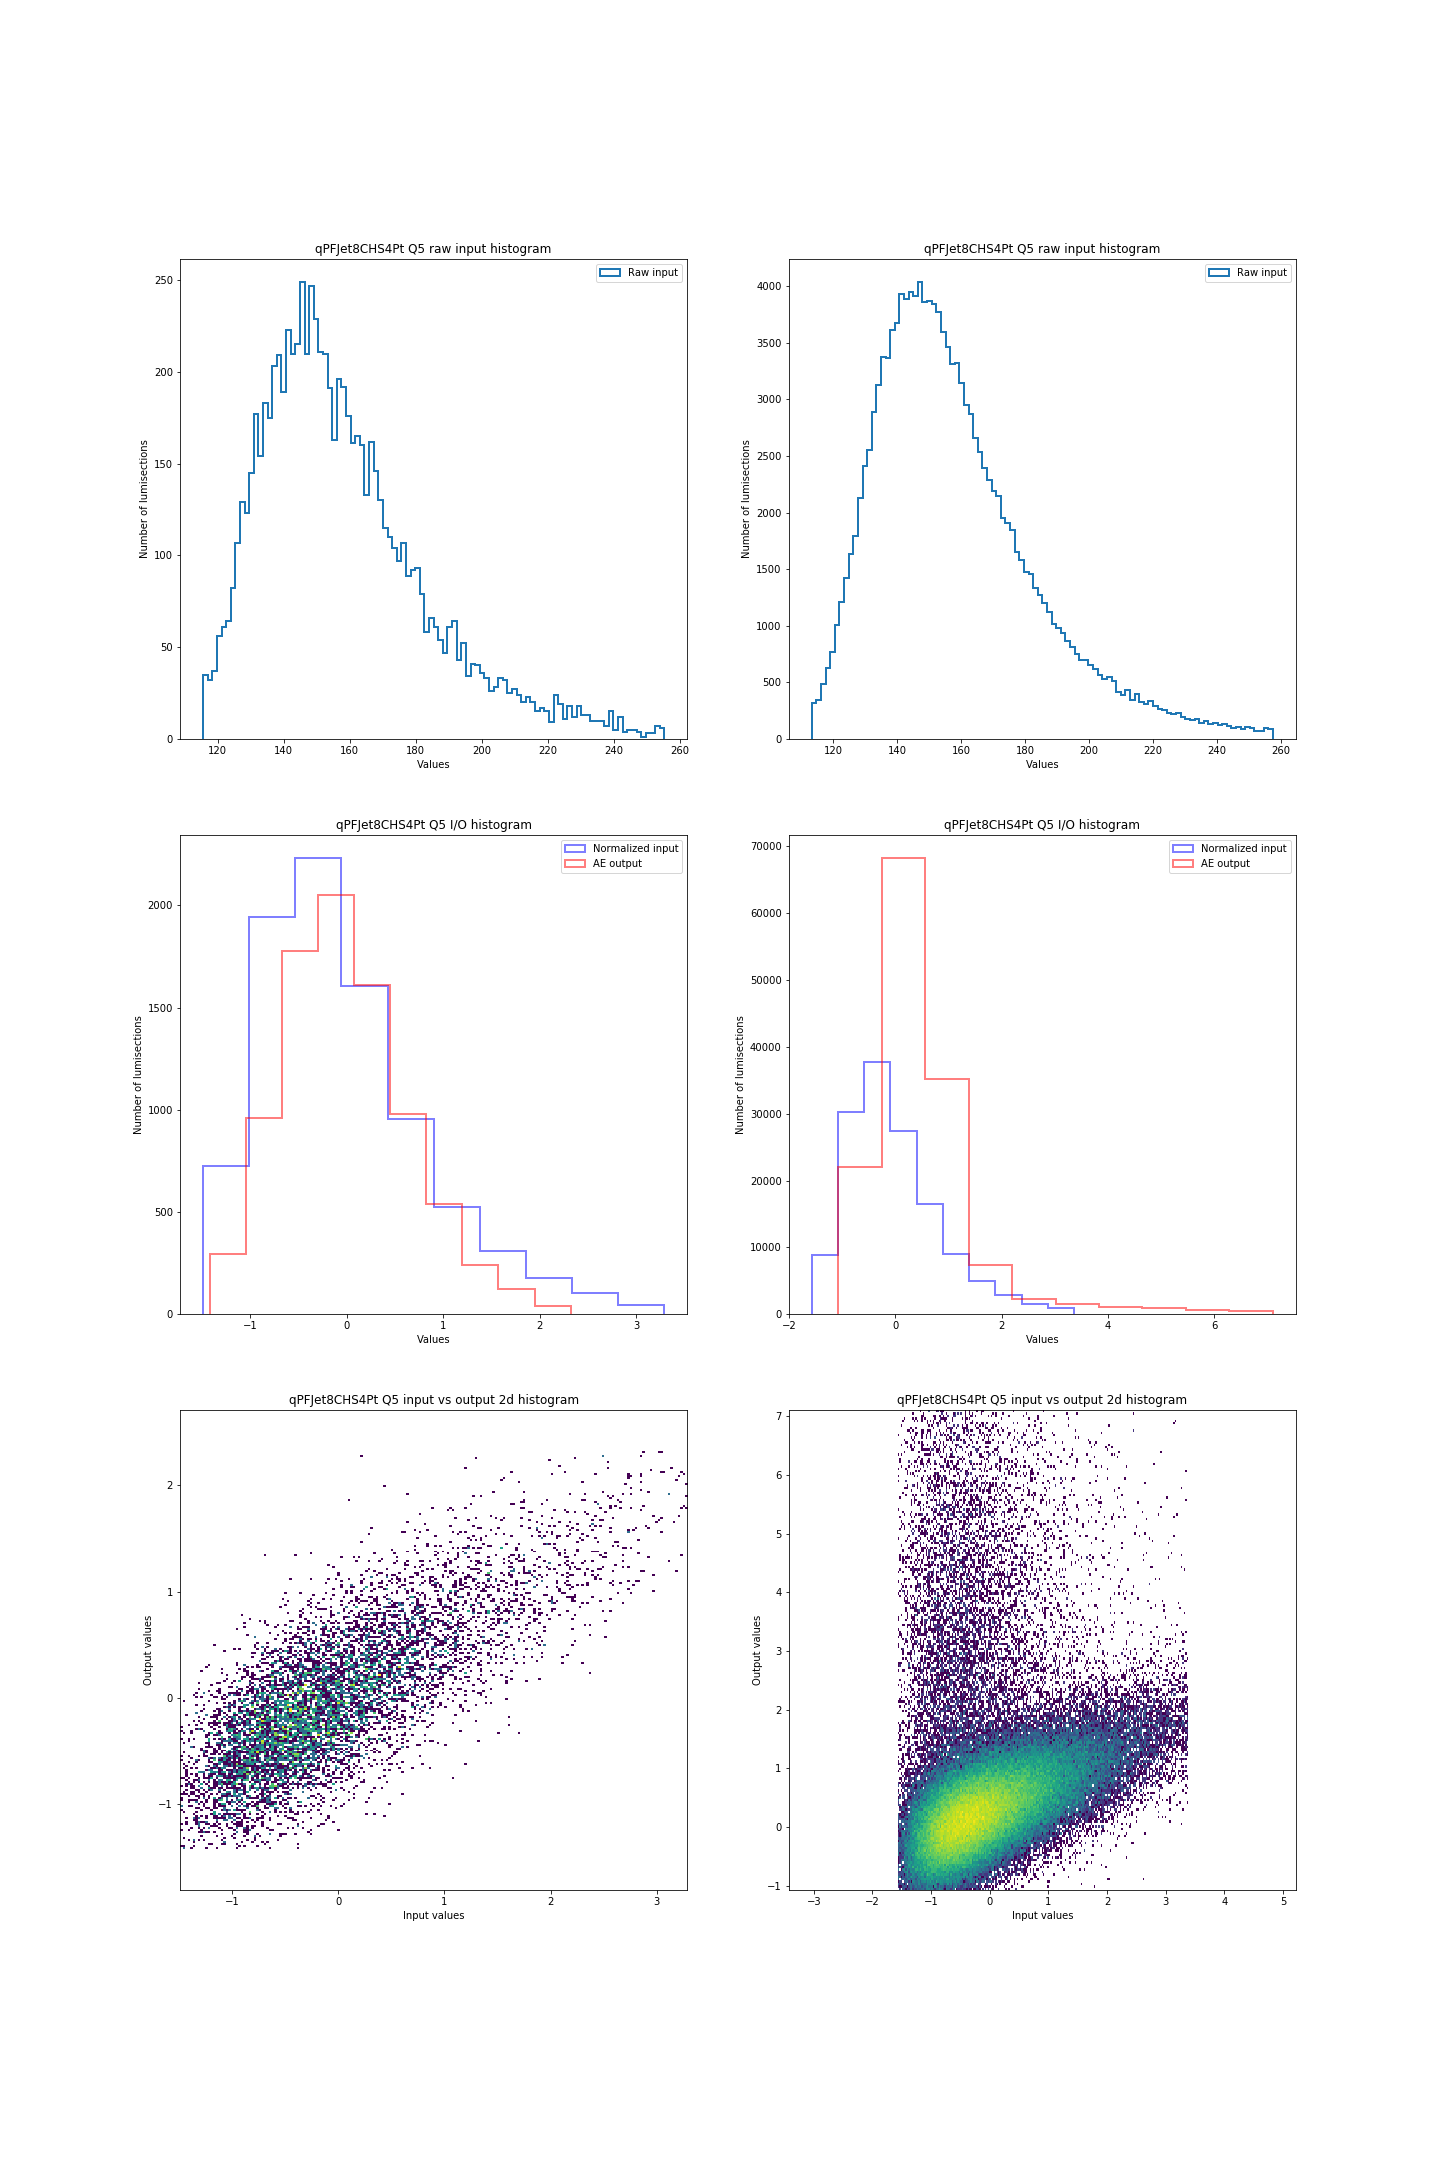 qPFJet8CHS4Pt Q5 raw input histogram
Raw input
Number of lumisections
250
200
150
100
50
0
120 140 160 180 200 220 240 260
Values
qPFJet8CHS4Pt Q5 raw input histogram
Raw input
Number of lumisections
4000
3500
3000
2500
2000
1500
1000
500
0
120 140 160 180 200 220 240 260
Values
qPFJet8CHS4Pt Q5 I/O histogram
Normalized input
AE output
Number of lumisections
2000
1500
1000
500
0
−1 0 1 2 3
Values
qPFJet8CHS4Pt Q5 I/O histogram
Normalized input
AE output
Number of lumisections
70000
60000
50000
40000
30000
20000
10000
0
−2 0 2 4 6
Values
qPFJet8CHS4Pt Q5 input vs output 2d histogram
Output values
2
1
0
−1
−1 0 1 2 3
Input values
qPFJet8CHS4Pt Q5 input vs output 2d histogram
Output values
7
6
5
4
3
2
1
0
−1
−3 −2 −1 0 1 2 3 4 5
Input values